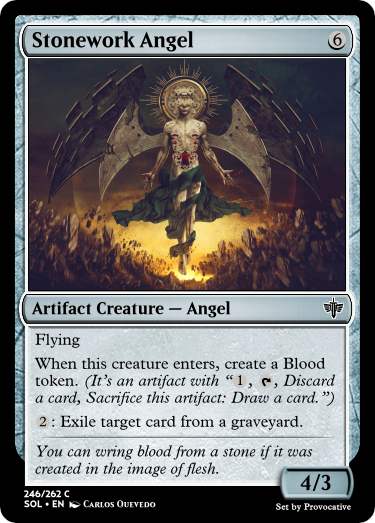 Stonework Angel 6
Artifact Creature — Angel
Flying
When this creature enters, create a Blood
token. (It's an artifact with “1, , Discard
a card, Sacrifice this artifact: Draw a card.”)
2: Exile target card from a graveyard.
You can wring blood from a stone if it was
created in the image of flesh.
4/3
246/262 C
SOL • EN Carlos Quevedo
Set by Provocative